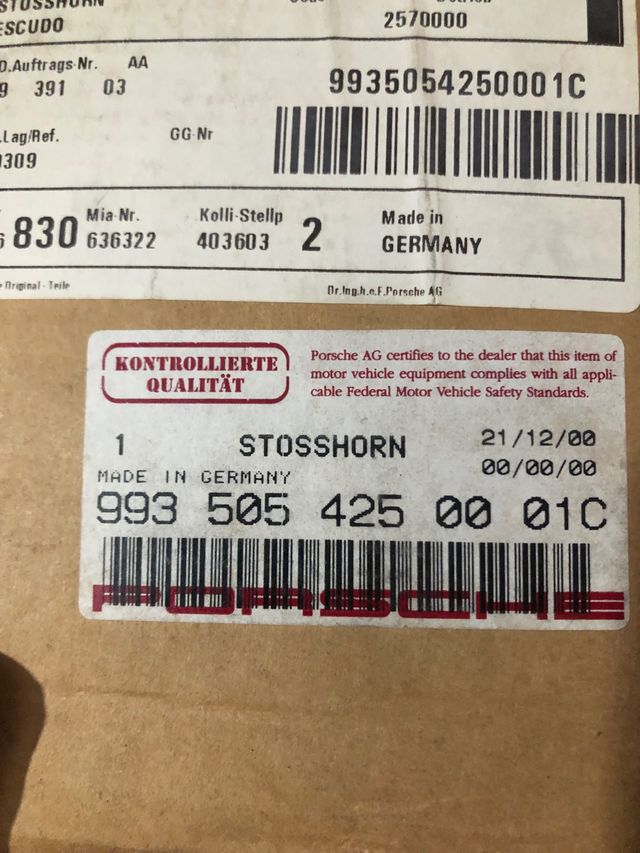 STOSSHORN
ESCUDO
2570000
D.Auftrags-Nr. AA
9 391 03
9935054250001C
.Lag/Ref. GG-Nr
309
830 Mia-Nr. 636322 Kolli-Stellp 403603 2 Made in GERMANY
Original - Teile Dr.Ing.h.c.F.Porsche AG
KONTROLLIERTE
QUALITÄT
Porsche AG certifies to the dealer that this item of
motor vehicle equipment complies with all appli-
cable Federal Motor Vehicle Safety Standards.
1 STOSSHORN 21/12/00
00/00/00
MADE IN GERMANY
993 505 425 00 01C
PORSCHE